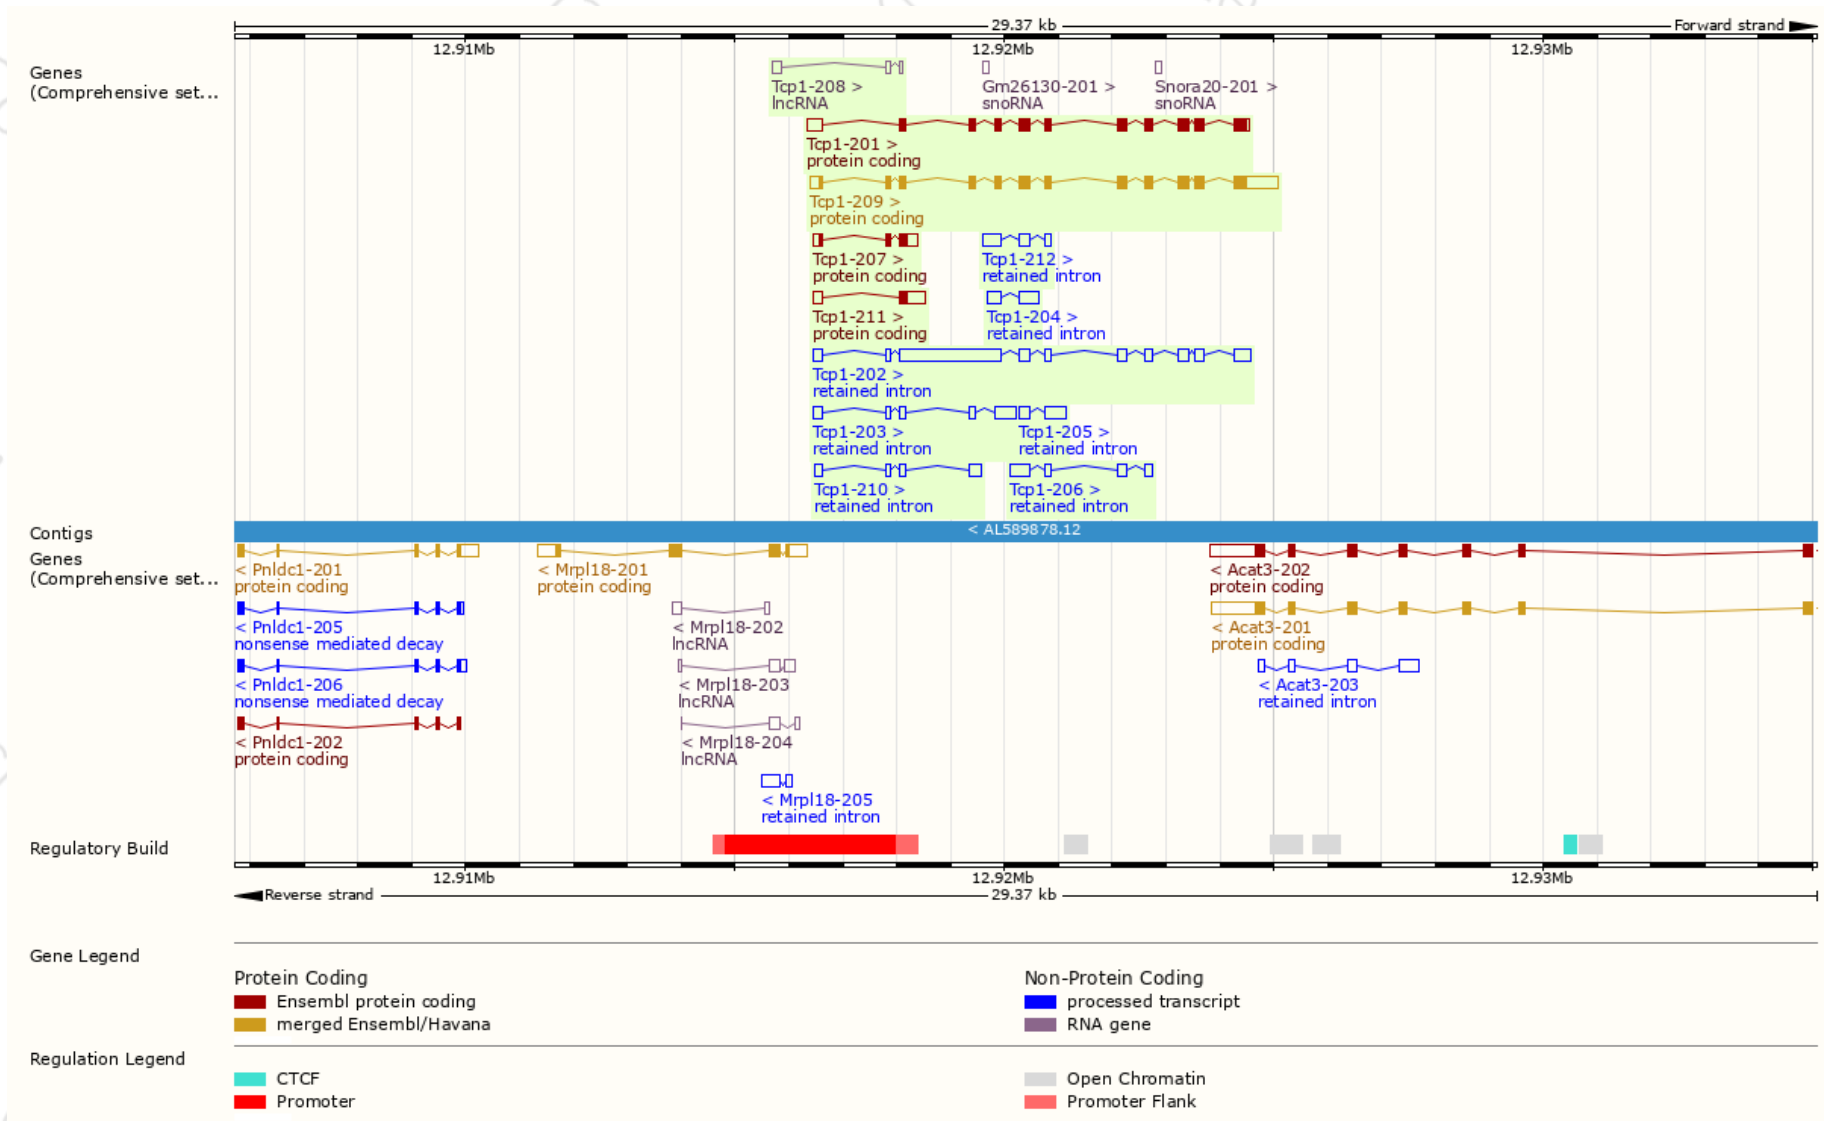 29.37 kb
Forward strand
12.91Mb 12.92Mb 12.93Mb
Genes
(Comprehensive set...
Tcp1-208 > Gm26130-201 > Snora20-201 >
lncRNA snoRNA snoRNA
Tcp1-201 >
protein coding
Tcp1-209 >
protein coding
Tcp1-207 > Tcp1-212 >
protein coding retained intron
Tcp1-211 > Tcp1-204 >
protein coding retained intron
Tcp1-202 >
retained intron
Tcp1-203 > Tcp1-205 >
retained intron retained intron
Tcp1-210 > Tcp1-206 >
retained intron retained intron
Contigs < AL589878.12
Genes
(Comprehensive set...
< Pnldc1-201 < Mrpl18-201 < Acat3-202
protein coding protein coding protein coding
< Pnldc1-205 < Mrpl18-202 < Acat3-201
nonsense mediated decay lncRNA protein coding
< Pnldc1-206 < Mrpl18-203 < Acat3-203
nonsense mediated decay lncRNA retained intron
< Pnldc1-202 < Mrpl18-204
protein coding lncRNA
< Mrpl18-205
retained intron
Regulatory Build
12.91Mb 12.92Mb 12.93Mb
Reverse strand 29.37 kb
Gene Legend
Protein Coding Non-Protein Coding
Ensembl protein coding processed transcript
merged Ensembl/Havana RNA gene
Regulation Legend
CTCF Open Chromatin
Promoter Promoter Flank